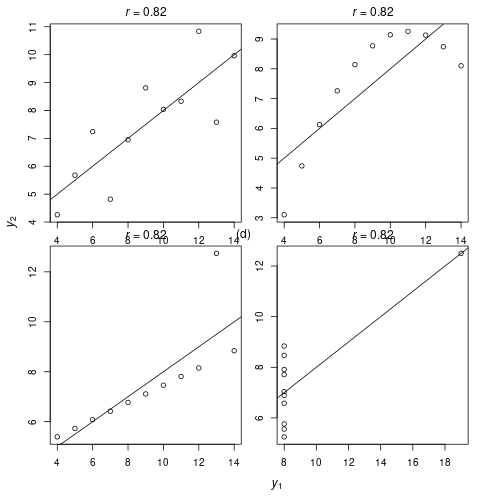 r = 0.82
r = 0.82
4 5 6 7 8 9 10 11
3 4 5 6 7 8 9
4 6 8 10 12 14
4 6 8 10 12 14
y2
r = 0.82
(d)
r = 0.82
6 8 10 12
6 8 10 12
4 6 8 10 12 14
8 10 12 14 16 18
y1